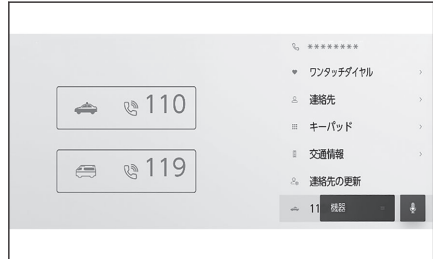 110
119
********
ワンタッチダイヤル
連絡先
キーパッド
交通情報
連絡先の更新
11
機器